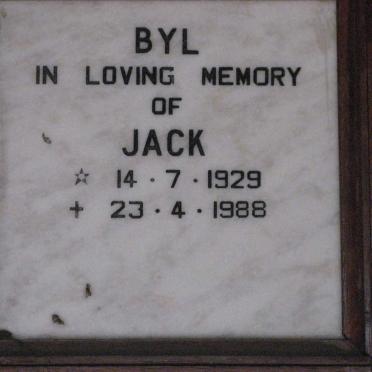 BYL
IN LOVING MEMORY
OF
JACK
☆ 14 · 7 · 1929
✝ 23 · 4 · 1988